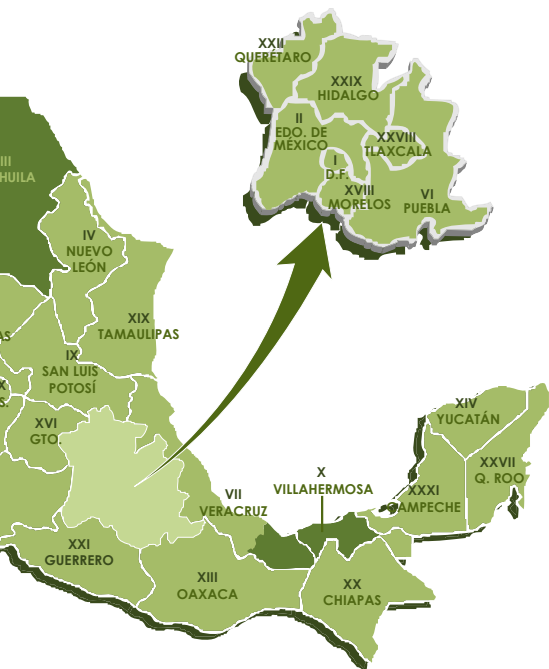 XXII
QUERÉTARO
XXIX
HIDALGO
II
EDO. DE
MÉXICO
XXVIII
TLAXCALA
I
D.F.
XVIII
MORELOS
VI
PUEBLA
III
HUILA
IV
NUEVO
LEÓN
XIX
TAMAULIPAS
AS
IX
SAN LUIS
POTOSÍ
X
S.
XVI
GTO.
XIV
YUCATÁN
XXVII
Q. ROO
XXXI
CAMPECHE
X
VILLAHERMOSA
VII
VERACRUZ
XXI
GUERRERO
XIII
OAXACA
XX
CHIAPAS